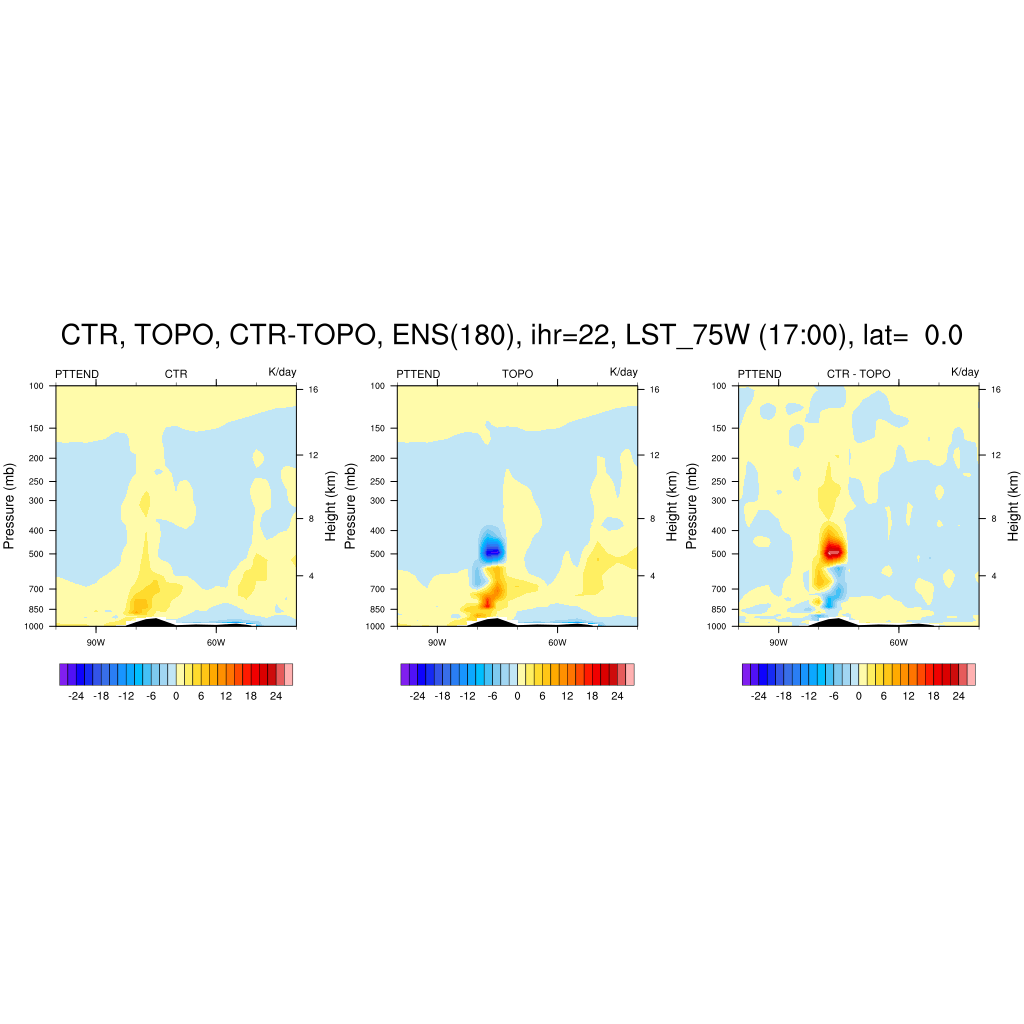 CTR, TOPO, CTR-TOPO, ENS(180), ihr=22, LST_75W (17:00), lat=  0.0
PTTEND CTR K/day
100
150
200
250
300
400
500
700
850
1000
Pressure (mb)
16
12
8
4
Height (km)
90W 60W
-24 -18 -12 -6 0 6 12 18 24
PTTEND TOPO K/day
100
150
200
250
300
400
500
700
850
1000
Pressure (mb)
16
12
8
4
Height (km)
90W 60W
-24 -18 -12 -6 0 6 12 18 24
PTTEND CTR - TOPO K/day
100
150
200
250
300
400
500
700
850
1000
Pressure (mb)
16
12
8
4
Height (km)
90W 60W
-24 -18 -12 -6 0 6 12 18 24